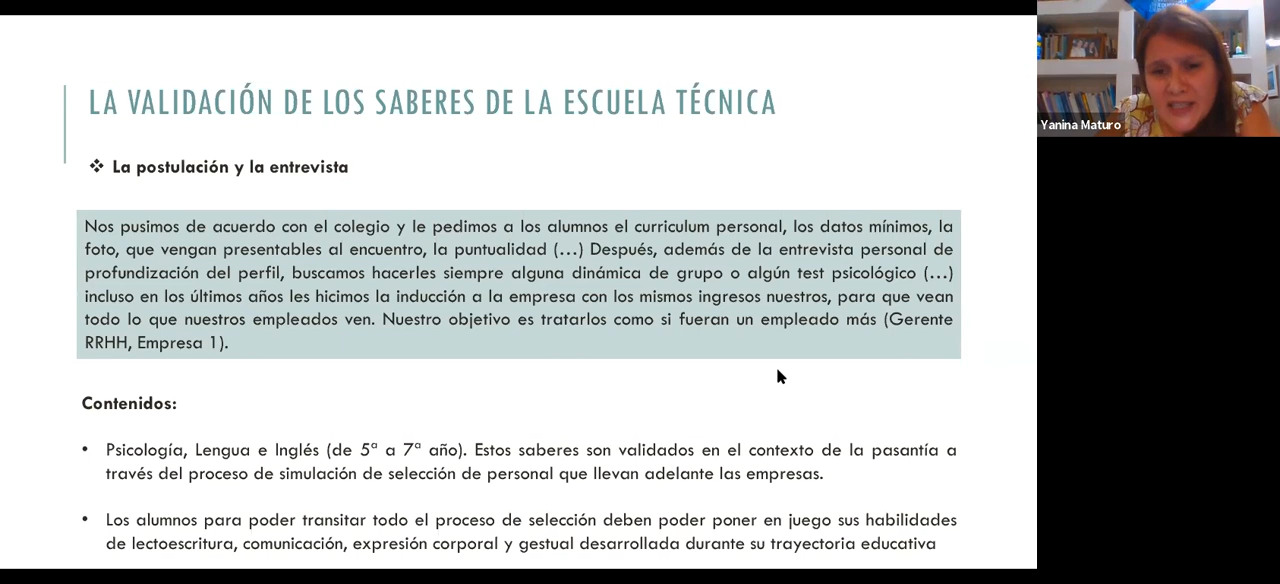 LA VALIDACIÓN DE LOS SABERES DE LA ESCUELA TÉCNICA
Yanina Maturo
❖ La postulación y la entrevista
Nos pusimos de acuerdo con el colegio y le pedimos a los alumnos el curriculum personal, los datos mínimos, la
foto, que vengan presentables al encuentro, la puntualidad (…) Después, además de la entrevista personal de
profundización del perfil, buscamos hacerles siempre alguna dinámica de grupo o algún test psicológico (…)
incluso en los últimos años les hicimos la inducción a la empresa con los mismos ingresos nuestros, para que vean
todo lo que nuestros empleados ven. Nuestro objetivo es tratarlos como si fueran un empleado más (Gerente
RRHH, Empresa 1).
Contenidos:
• Psicología, Lengua e Inglés (de 5ª a 7ª año). Estos saberes son validados en el contexto de la pasantía a
través del proceso de simulación de selección de personal que llevan adelante las empresas.
• Los alumnos para poder transitar todo el proceso de selección deben poder poner en juego sus habilidades
de lectoescritura, comunicación, expresión corporal y gestual desarrollada durante su trayectoria educativa